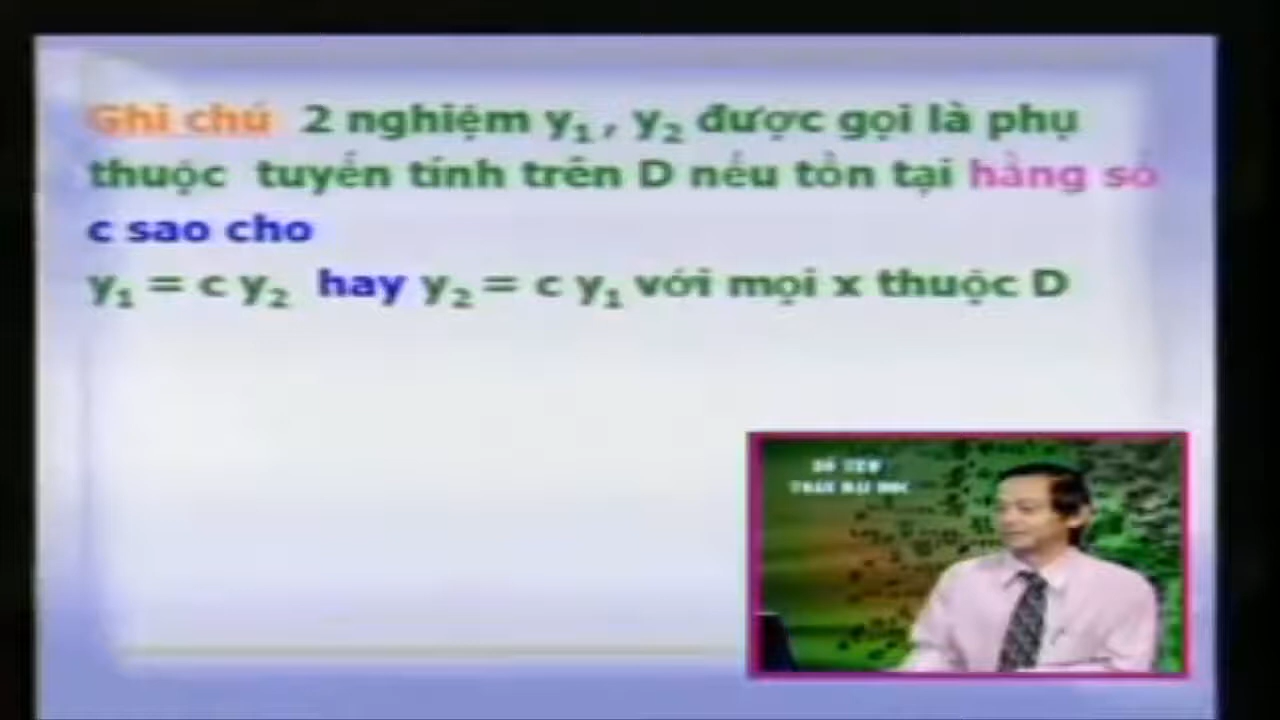 Ghi chú 2 nghiệm y₁ , y₂ được gọi là phụ
thuộc tuyến tính trên D nếu tồn tại hằng số
c sao cho
y₁ = c y₂ hay y₂ = c y₁ với mọi x thuộc D